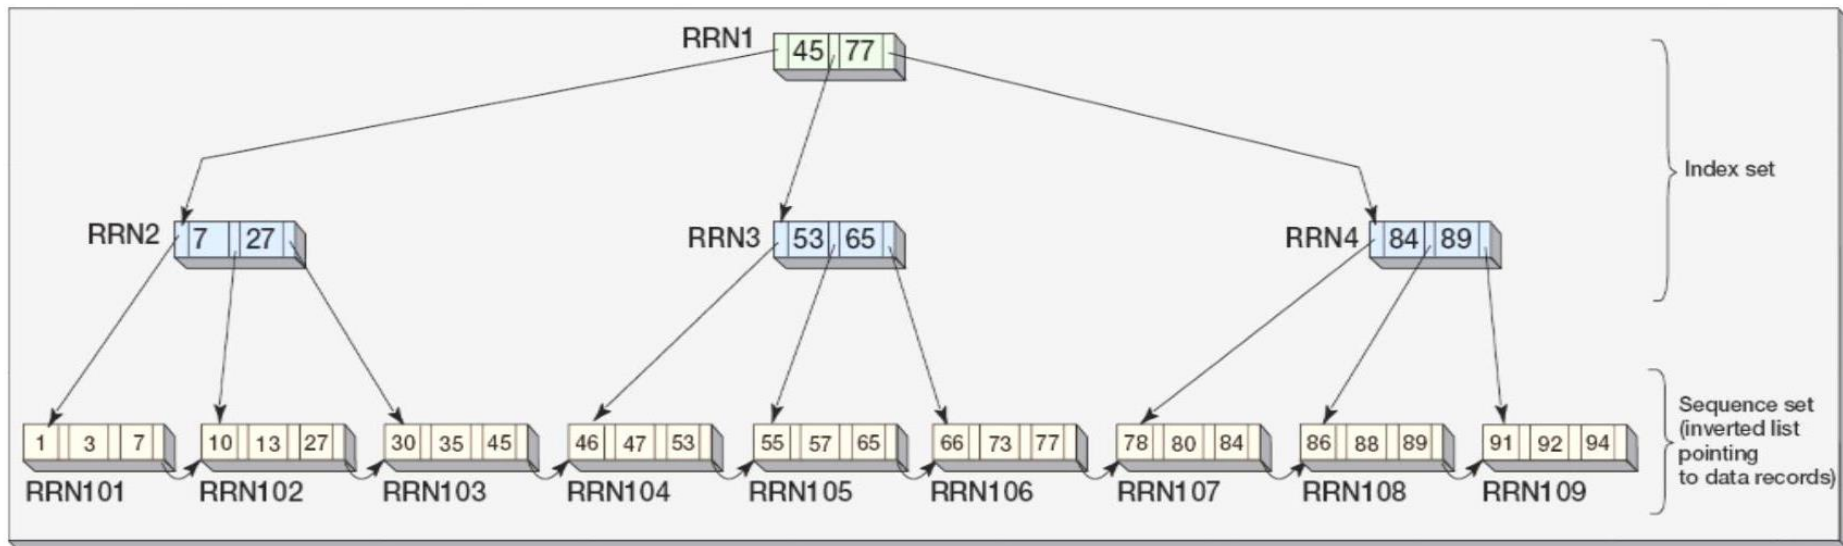 RRN1
45 77
Index set
RRN2
7 27
RRN3
53 65
RRN4
84 89
1 3 7
10 13 27
30 35 45
46 47 53
55 57 65
66 73 77
78 80 84
86 88 89
91 92 94
RRN101
RRN102
RRN103
RRN104
RRN105
RRN106
RRN107
RRN108
RRN109
Sequence set
(inverted list
pointing
to data records)